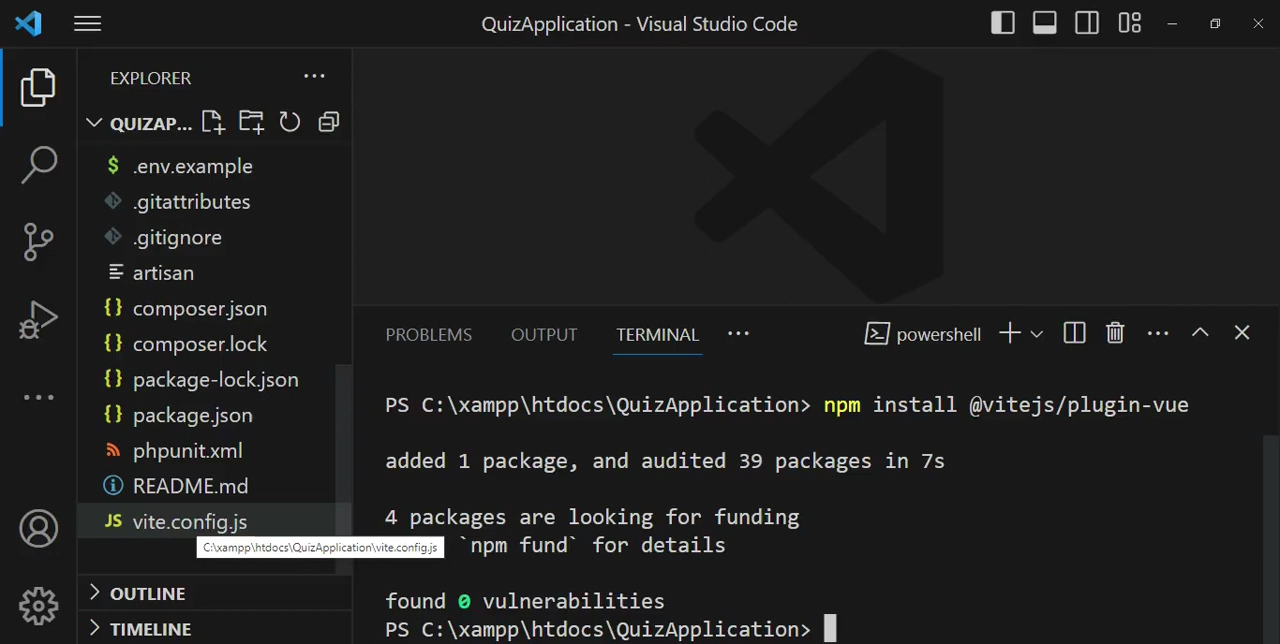 QuizApplication - Visual Studio Code
EXPLORER
QUIZAP...
.env.example
.gitattributes
.gitignore
artisan
composer.json
composer.lock
package-lock.json
package.json
phpunit.xml
README.md
JS vite.config.js
C:\xampp\htdocs\QuizApplication\vite.config.js
OUTLINE
TIMELINE
PROBLEMS OUTPUT TERMINAL powershell
PS C:\xampp\htdocs\QuizApplication> npm install @vitejs/plugin-vue
added 1 package, and audited 39 packages in 7s
4 packages are looking for funding
`npm fund` for details
found 0 vulnerabilities
PS C:\xampp\htdocs\QuizApplication>